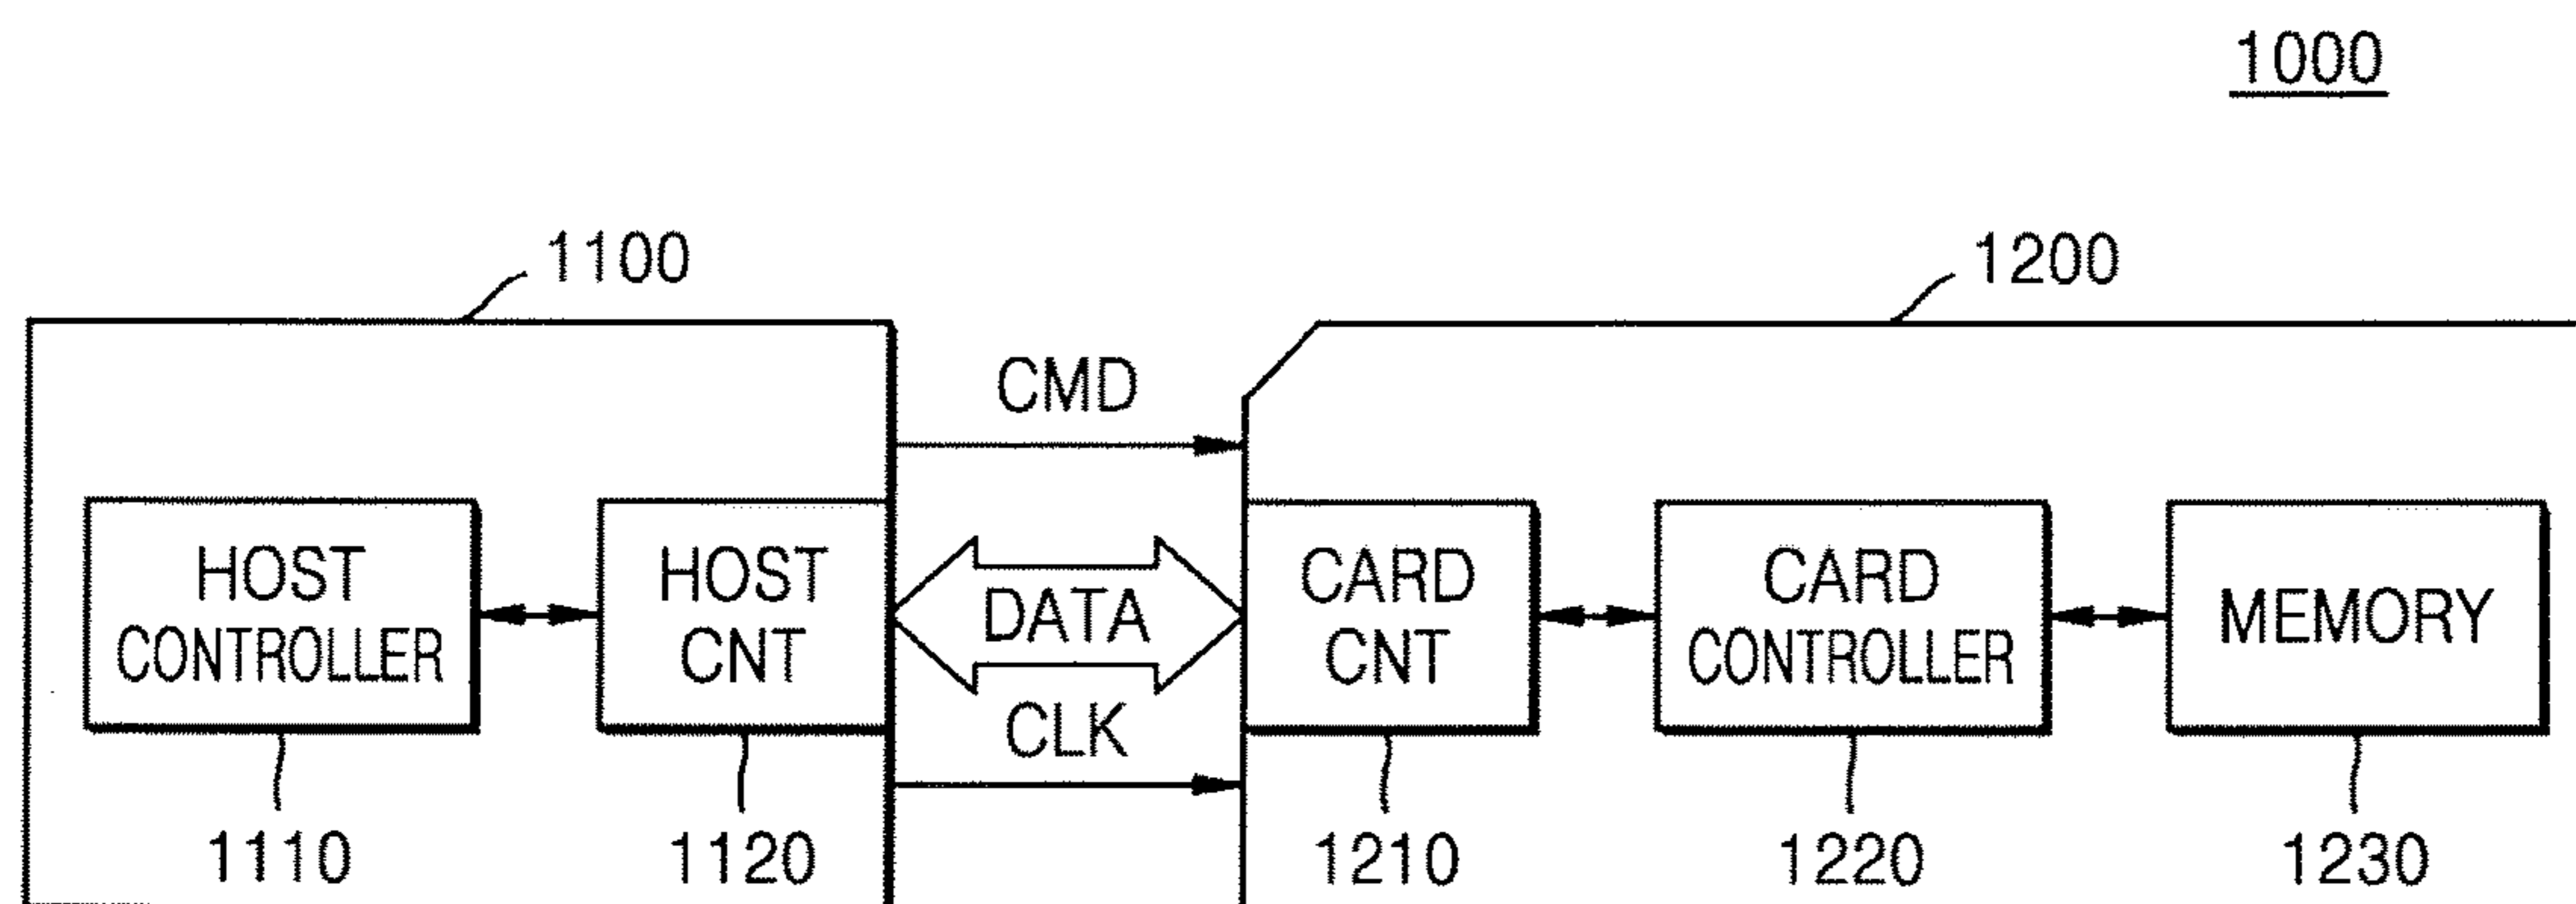 1000
1100
1200
CMD
HOST
CONTROLLER
HOST
CNT
DATA
CARD
CNT
CARD
CONTROLLER
MEMORY
CLK
1110
1120
1210
1220
1230